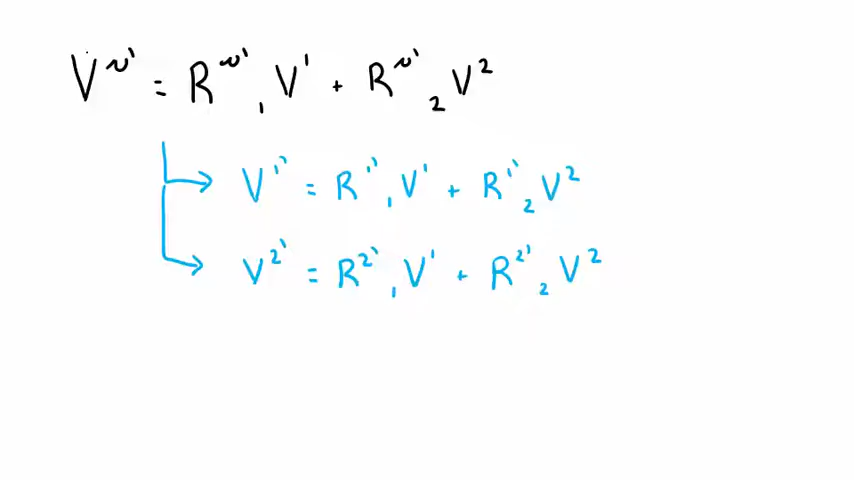 V^{ν'} = R^{ν'}_1 V^1 + R^{ν'}_2 V^2
V^{1'} = R^{1'}_1 V^1 + R^{1'}_2 V^2
V^{2'} = R^{2'}_1 V^1 + R^{2'}_2 V^2